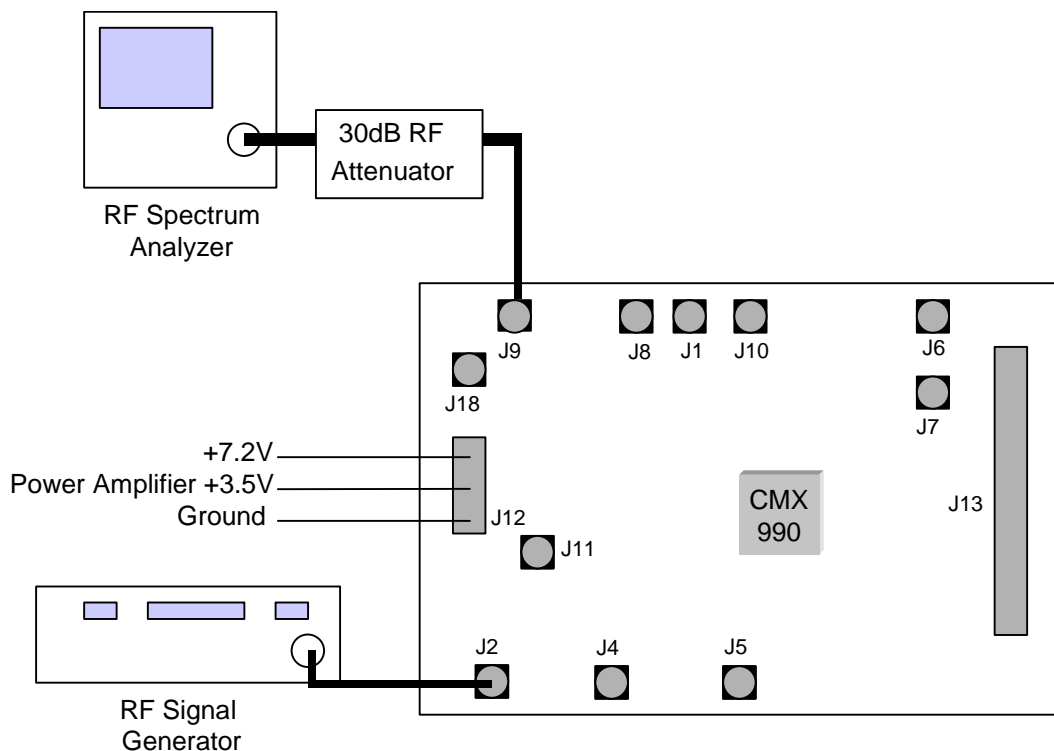 30dB RF
Attenuator
RF Spectrum
Analyzer
J9
J8
J1
J10
J6
J18
J7
+7.2V
Power Amplifier +3.5V
Ground
J12
J11
CMX
990
J13
J2
J4
J5
RF Signal
Generator